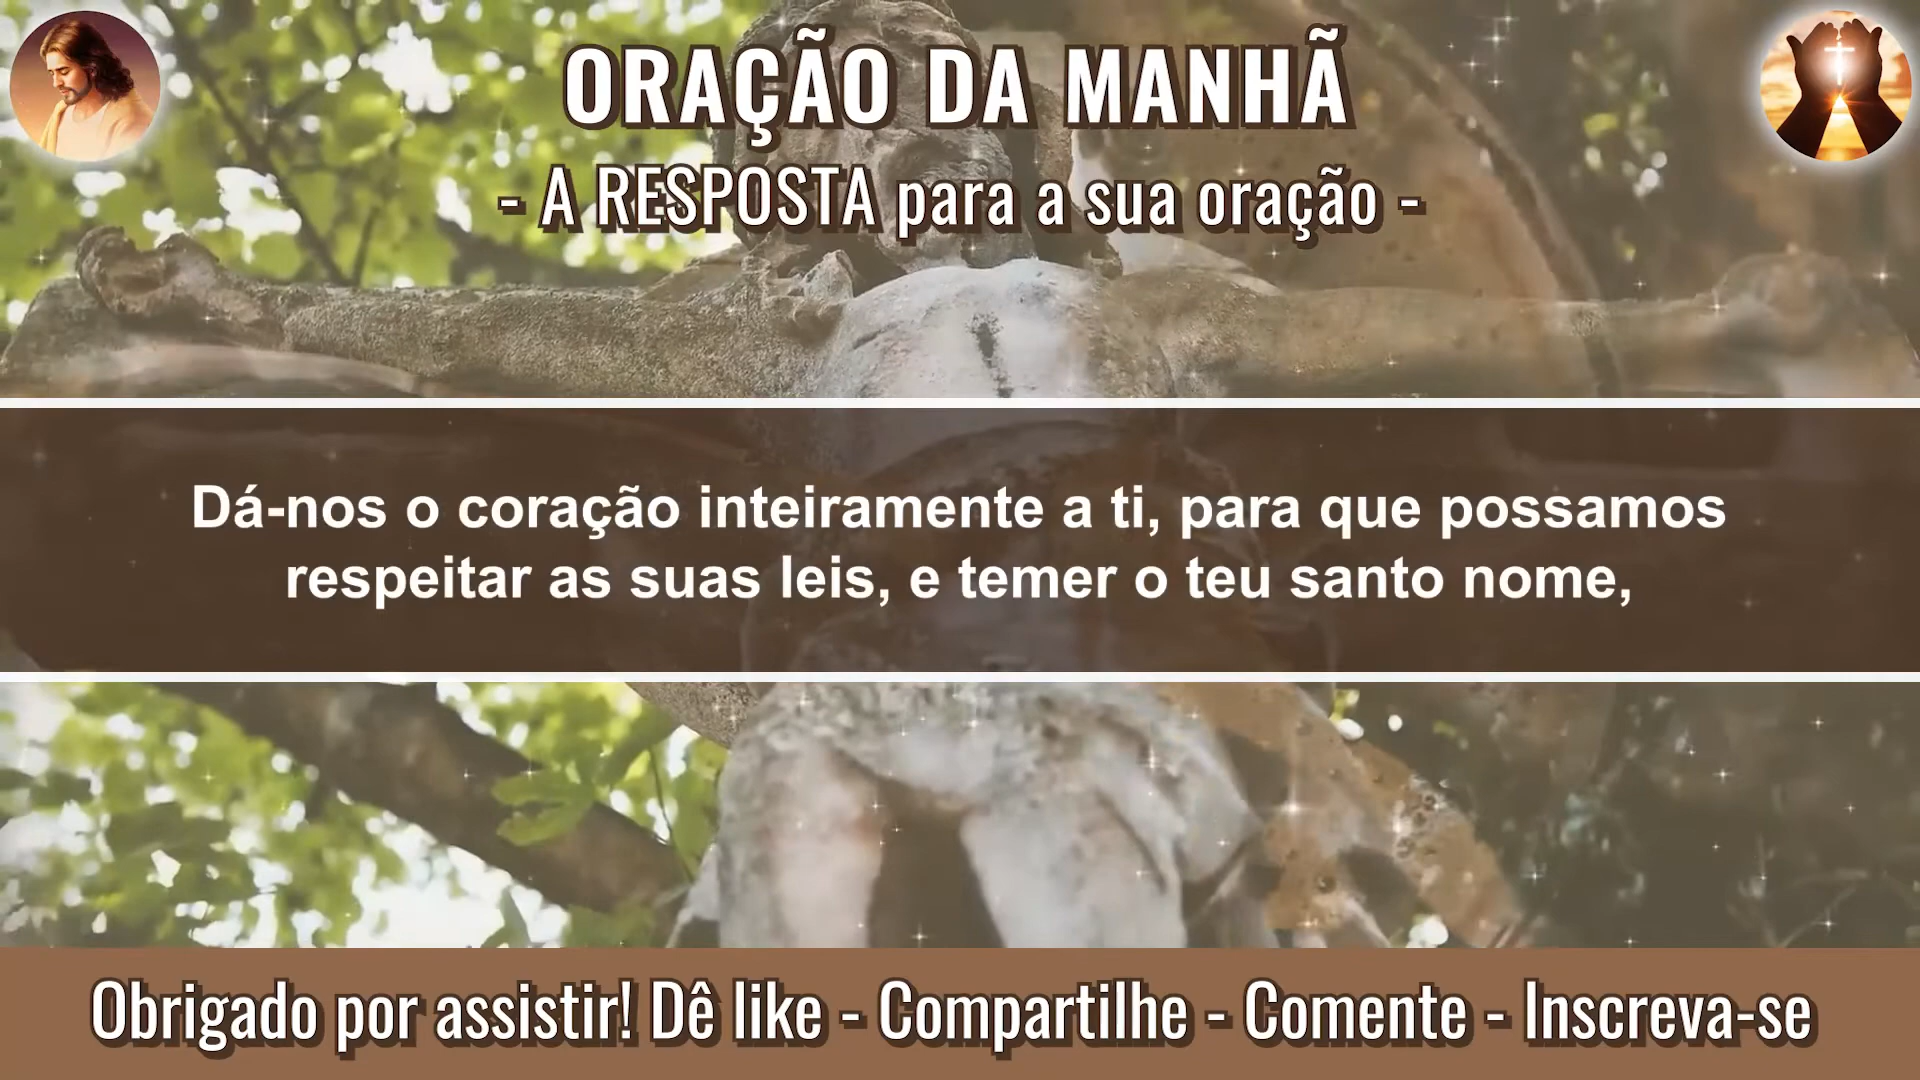 ORAÇÃO DA MANHÃ
- A RESPOSTA para a sua oração -
Dá-nos o coração inteiramente a ti, para que possamos
respeitar as suas leis, e temer o teu santo nome,
Obrigado por assistir! Dê like - Compartilhe - Comente - Inscreva-se